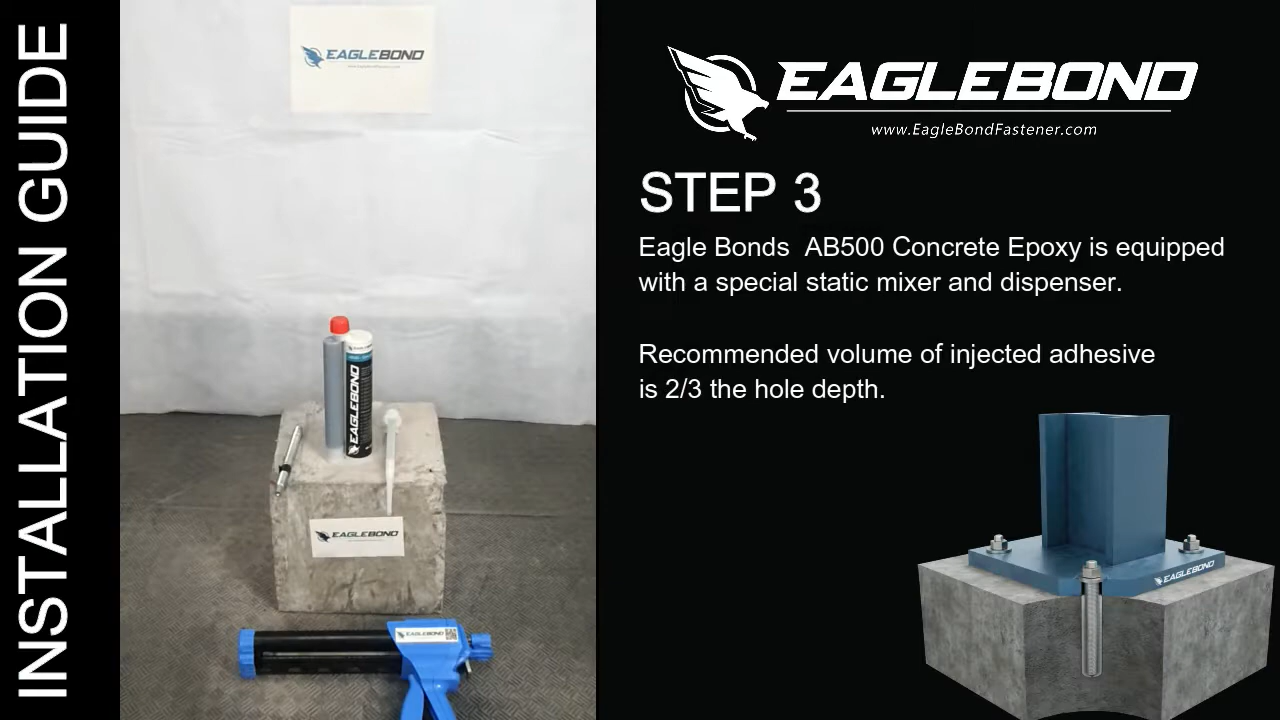 INSTALLATION GUIDE
EAGLEBOND
EAGLEBOND
EAGLEBOND
EAGLEBOND
EAGLEBOND
www.EagleBondFastener.com
STEP 3
Eagle Bonds  AB500 Concrete Epoxy is equipped
with a special static mixer and dispenser.
Recommended volume of injected adhesive
is 2/3 the hole depth.
EAGLEBOND